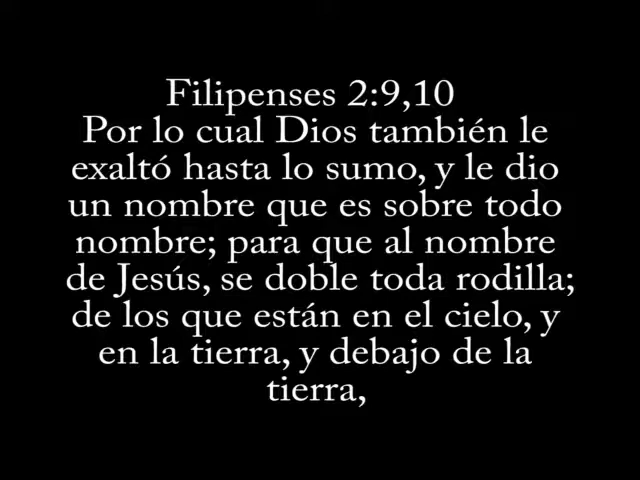 Filipenses 2:9,10
Por lo cual Dios también le
exaltó hasta lo sumo, y le dio
un nombre que es sobre todo
nombre; para que al nombre
de Jesús, se doble toda rodilla;
de los que están en el cielo, y
en la tierra, y debajo de la
tierra,